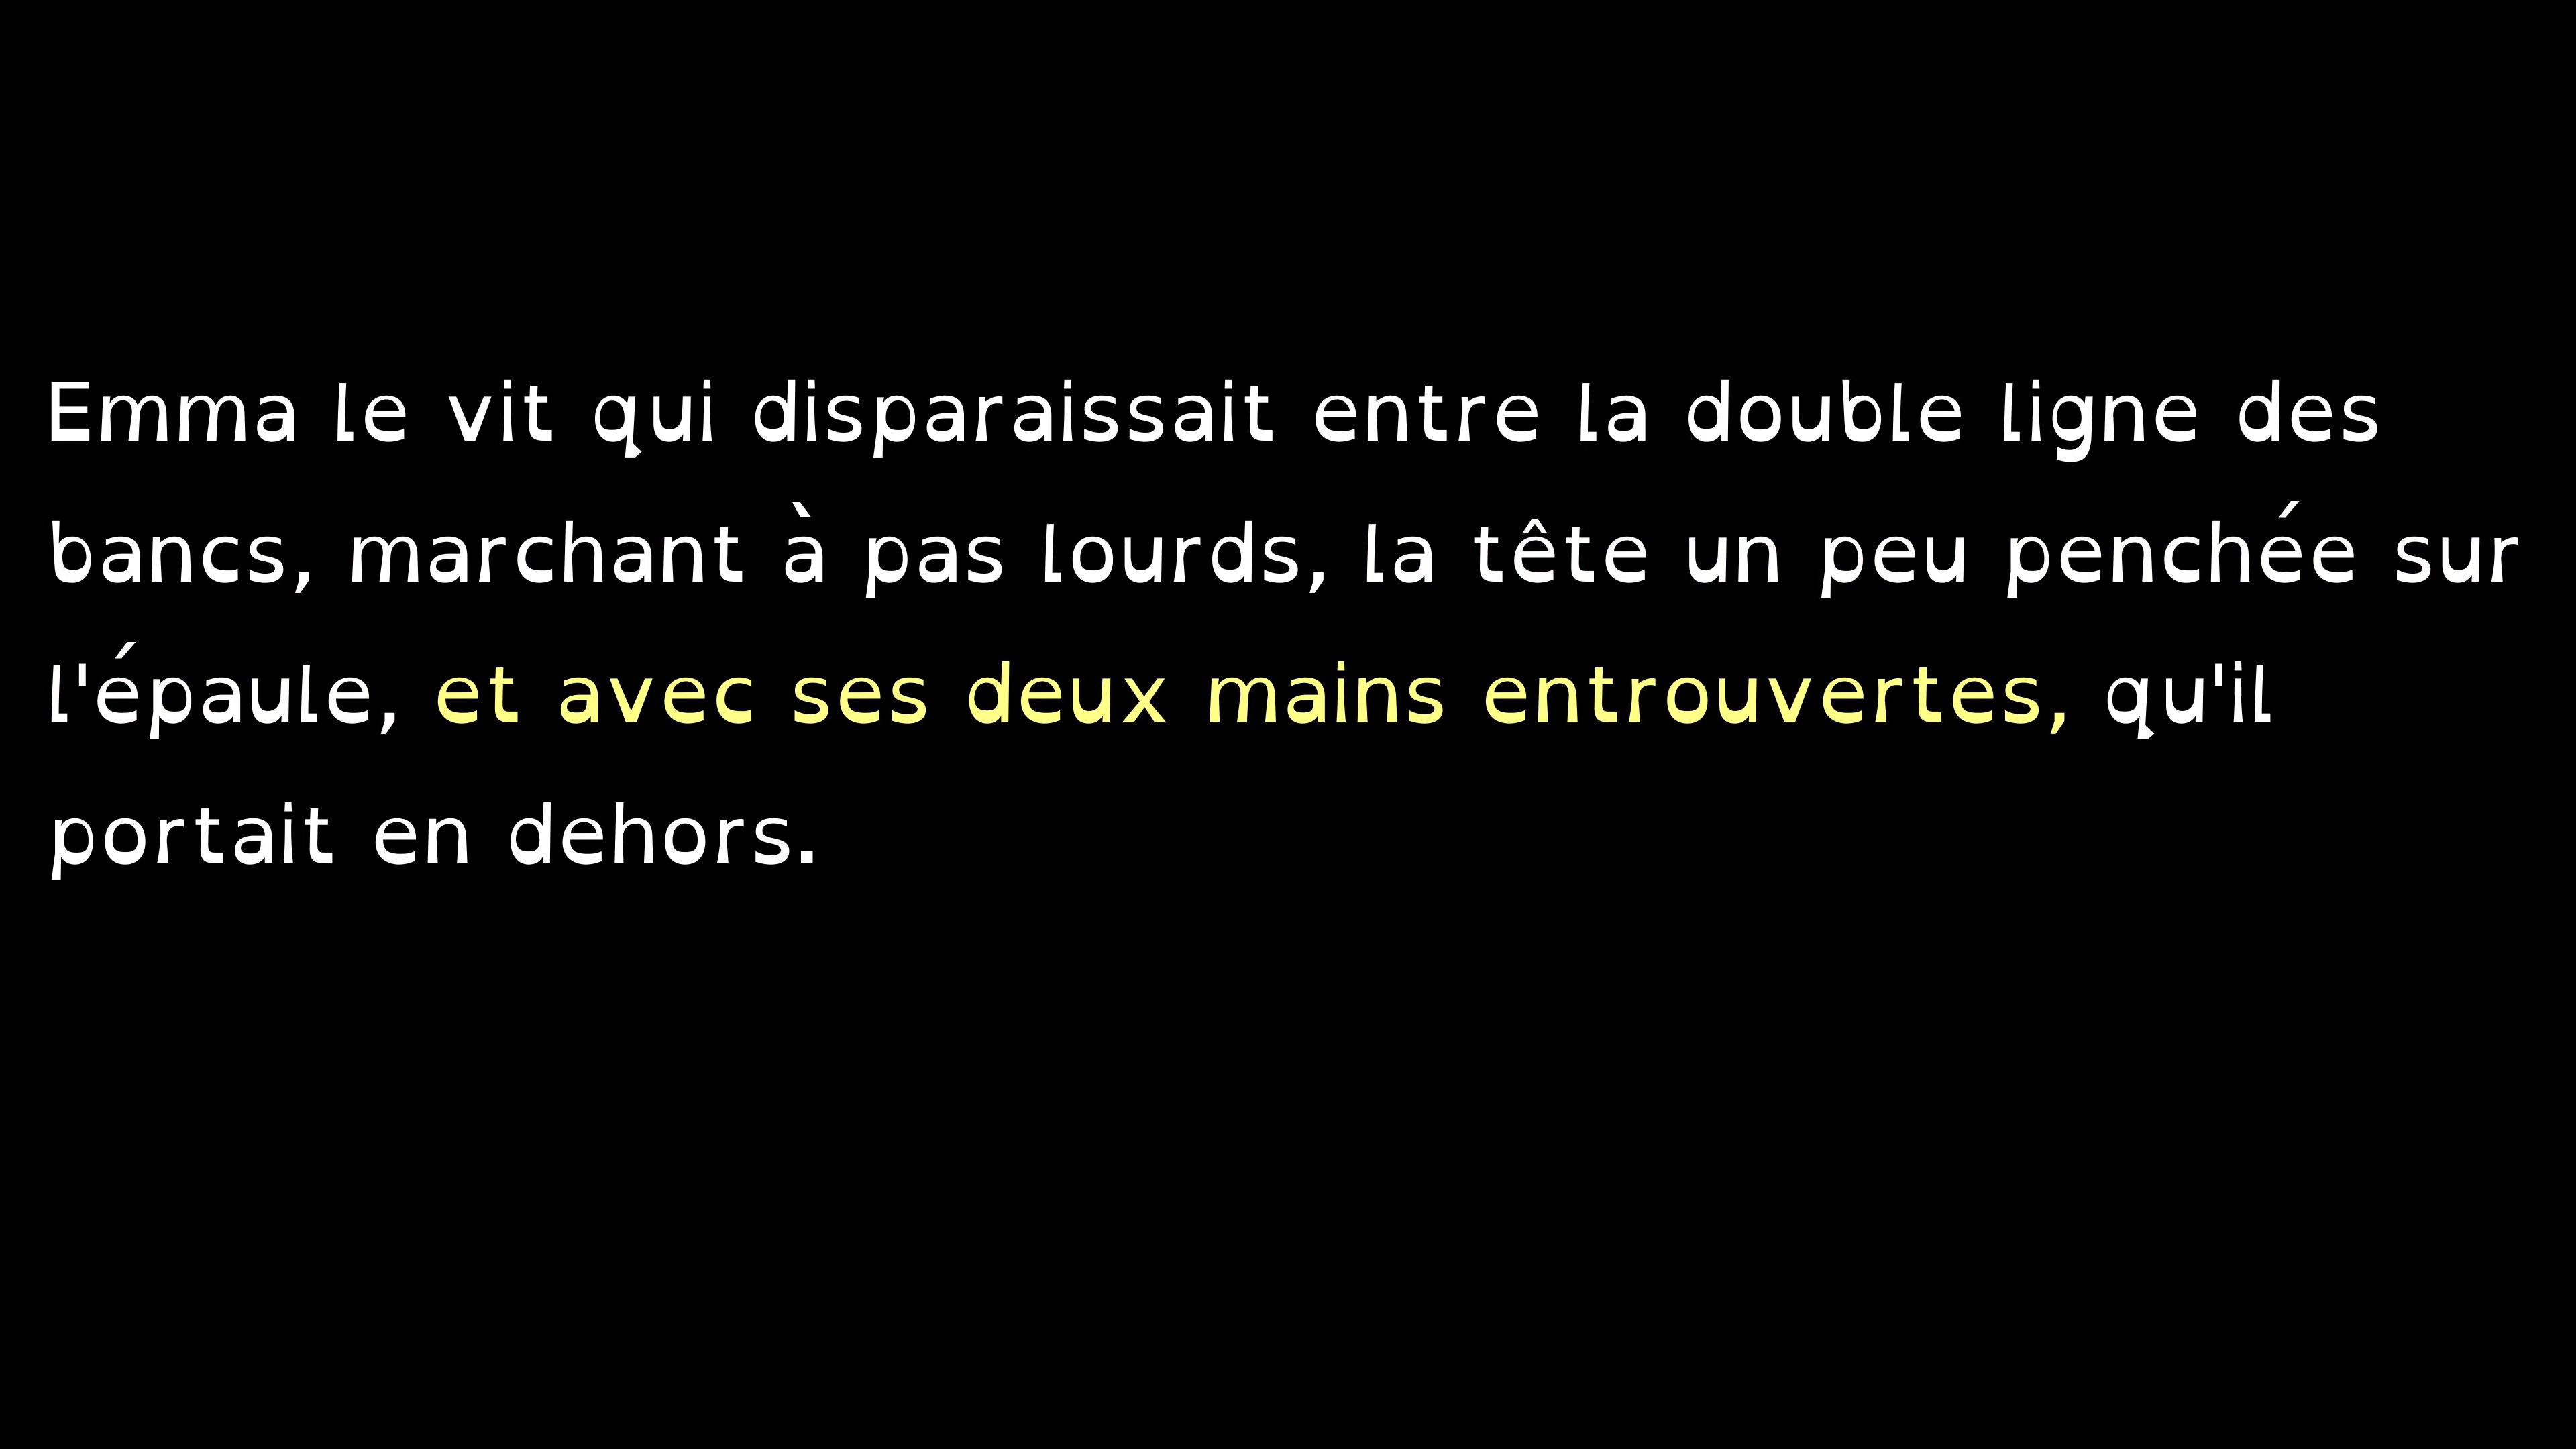 Emma le vit qui disparaissait entre la double ligne des
bancs, marchant à pas lourds, la tête un peu penchée sur
l'épaule, et avec ses deux mains entrouvertes, qu'il
portait en dehors.